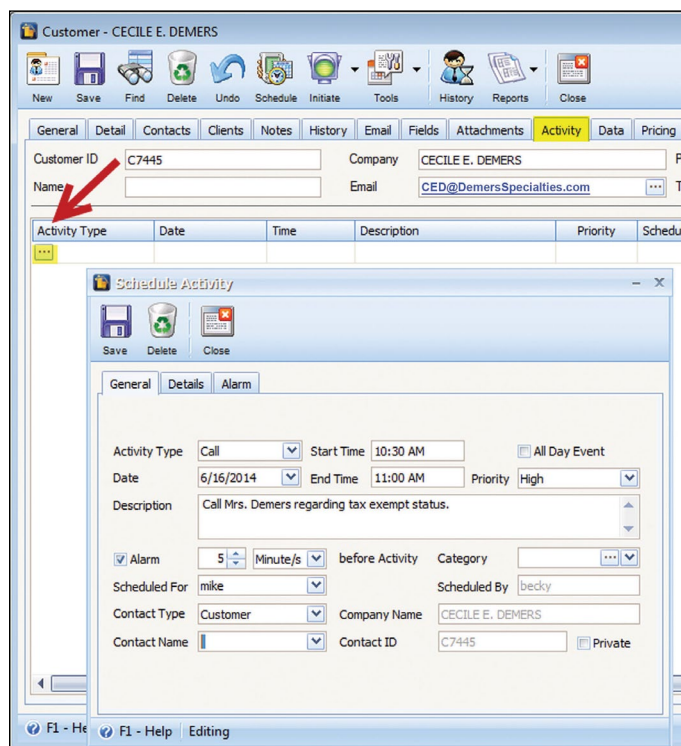 Customer - CECILE E. DEMERS
New Save Find Delete Undo Schedule Initiate Tools History Reports Close
General Detail Contacts Clients Notes History Email Fields Attachments Activity Data Pricing
Customer ID C7445 Company CECILE E. DEMERS P
Name Email CED@DemersSpecialties.com ... T
Activity Type Date Time Description Priority Schedu
...
Schedule Activity
Save Delete Close
General Details Alarm
Activity Type Call Start Time 10:30 AM All Day Event
Date 6/16/2014 End Time 11:00 AM Priority High
Description Call Mrs. Demers regarding tax exempt status.
Alarm 5 Minute/s before Activity Category ...
Scheduled For mike Scheduled By becky
Contact Type Customer Company Name CECILE E. DEMERS
Contact Name Contact ID C7445 Private
F1 - He
F1 - Help Editing